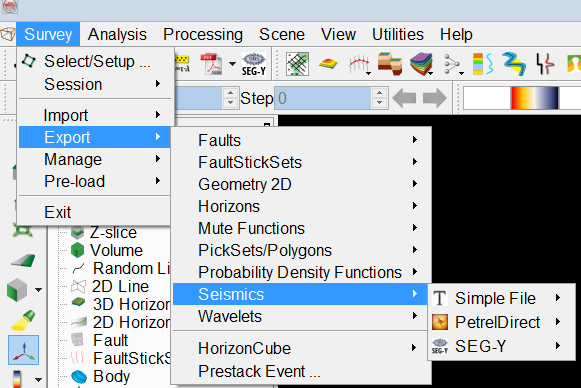 Survey Analysis Processing Scene View Utilities Help
Select/Setup ...
SEG-Y
Session
Step 0
Import
Export
Manage
Pre-load
Exit
Faults
FaultStickSets
Geometry 2D
Horizons
Mute Functions
PickSets/Polygons
Probability Density Functions
Seismics
Wavelets
HorizonCube
Prestack Event ...
Simple File
PetrelDirect
SEG-Y
Z-slice
Volume
Random Li
2D Line
3D Horizon
2D Horizon
Fault
FaultStickS
Body